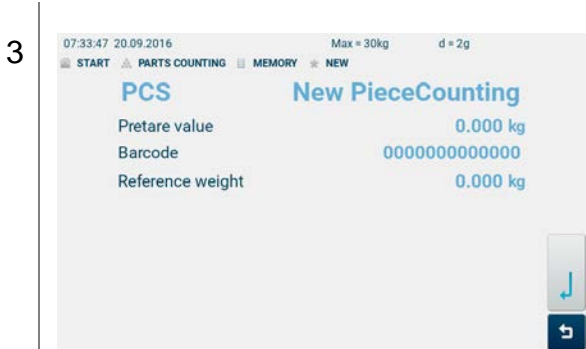 3
07:33:47 20.09.2016 Max = 30kg d = 2g
START PARTS COUNTING MEMORY NEW
PCS New PieceCounting
Pretare value 0.000 kg
Barcode 0000000000000
Reference weight 0.000 kg